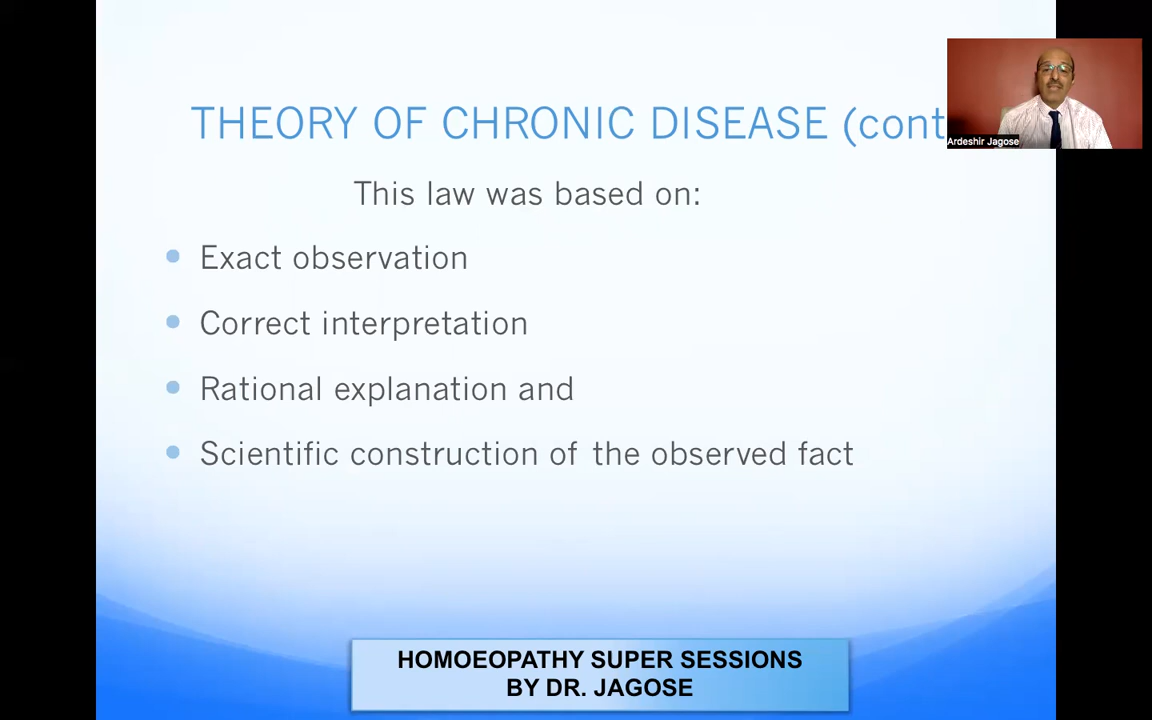 THEORY OF CHRONIC DISEASE (cont
Ardeshir Jagose
This law was based on:
Exact observation
Correct interpretation
Rational explanation and
Scientific construction of the observed fact
HOMOEOPATHY SUPER SESSIONS
BY DR. JAGOSE